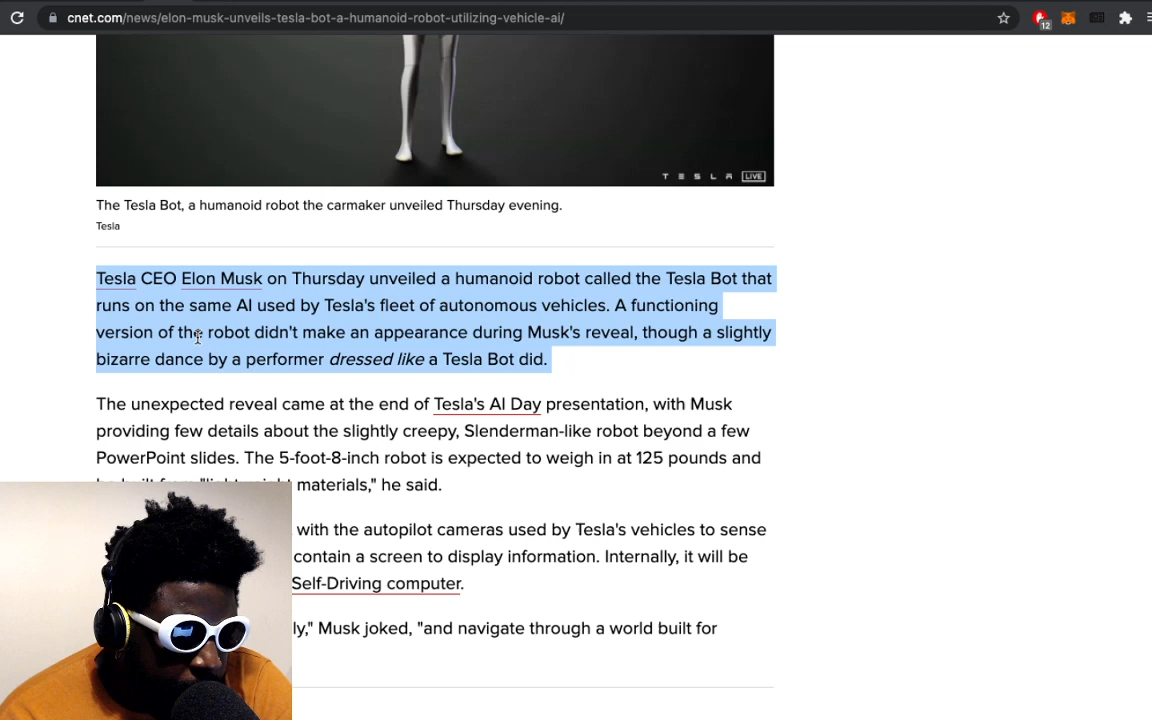 cnet.com/news/elon-musk-unveils-tesla-bot-a-humanoid-robot-utilizing-vehicle-ai/
12
TESLA LIVE
The Tesla Bot, a humanoid robot the carmaker unveiled Thursday evening.
Tesla
Tesla CEO Elon Musk on Thursday unveiled a humanoid robot called the Tesla Bot that
runs on the same AI used by Tesla's fleet of autonomous vehicles. A functioning
version of the robot didn't make an appearance during Musk's reveal, though a slightly
bizarre dance by a performer dressed like a Tesla Bot did.
The unexpected reveal came at the end of Tesla's AI Day presentation, with Musk
providing few details about the slightly creepy, Slenderman-like robot beyond a few
PowerPoint slides. The 5-foot-8-inch robot is expected to weigh in at 125 pounds and
materials," he said.
with the autopilot cameras used by Tesla's vehicles to sense
contain a screen to display information. Internally, it will be
Self-Driving computer.
ly," Musk joked, "and navigate through a world built for